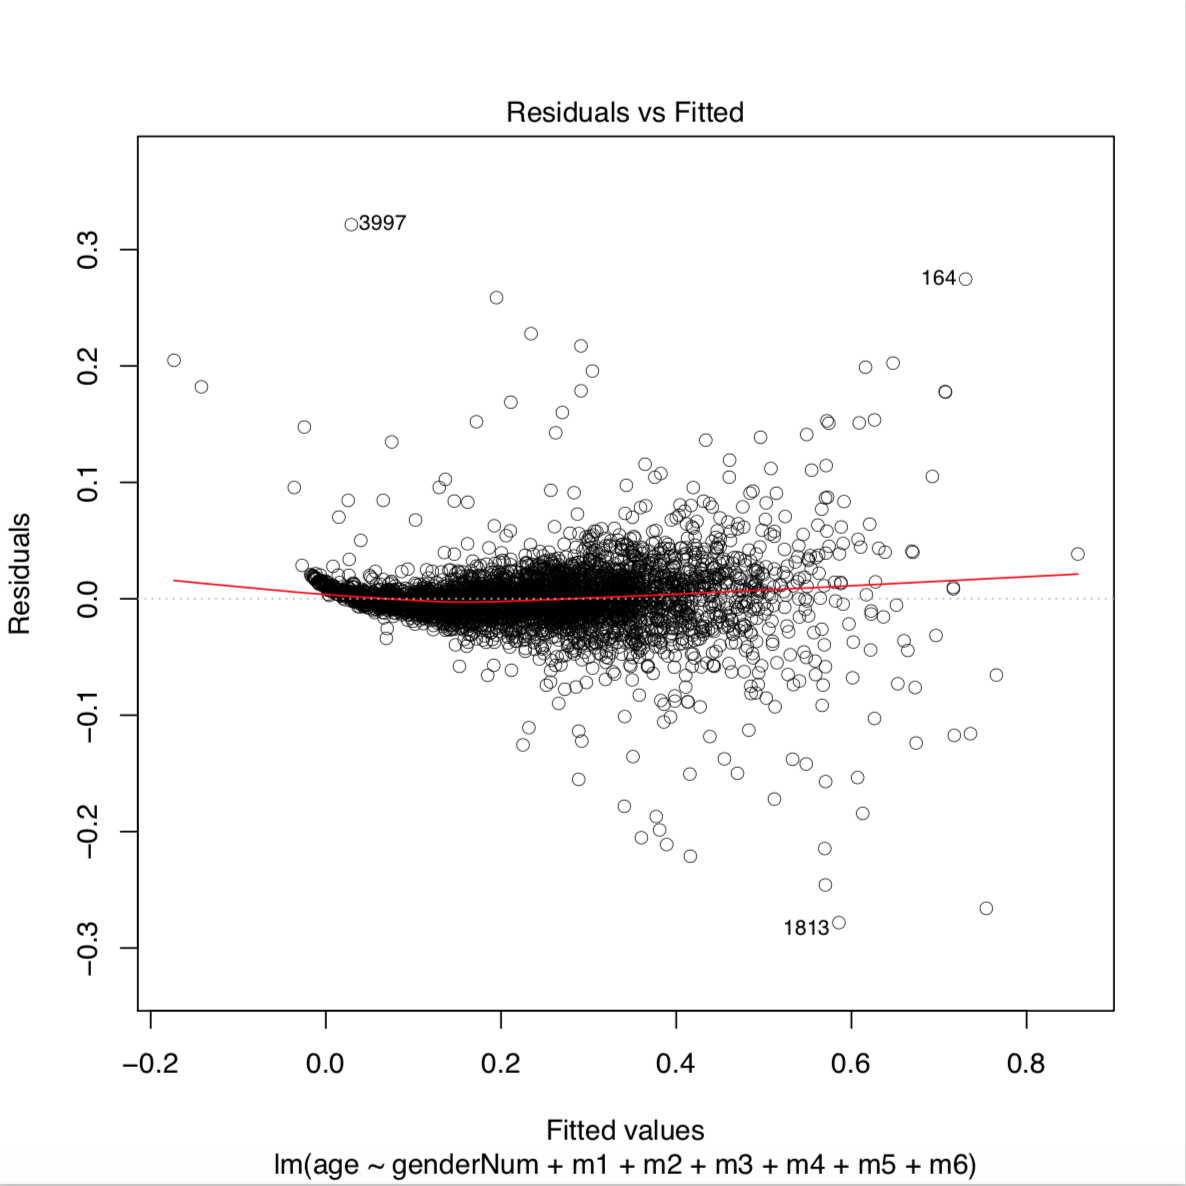 Residuals vs Fitted
3997
164
1813
Residuals
0.3
0.2
0.1
0.0
−0.1
−0.2
−0.3
−0.2 0.0 0.2 0.4 0.6 0.8
Fitted values
lm(age ~ genderNum + m1 + m2 + m3 + m4 + m5 + m6)